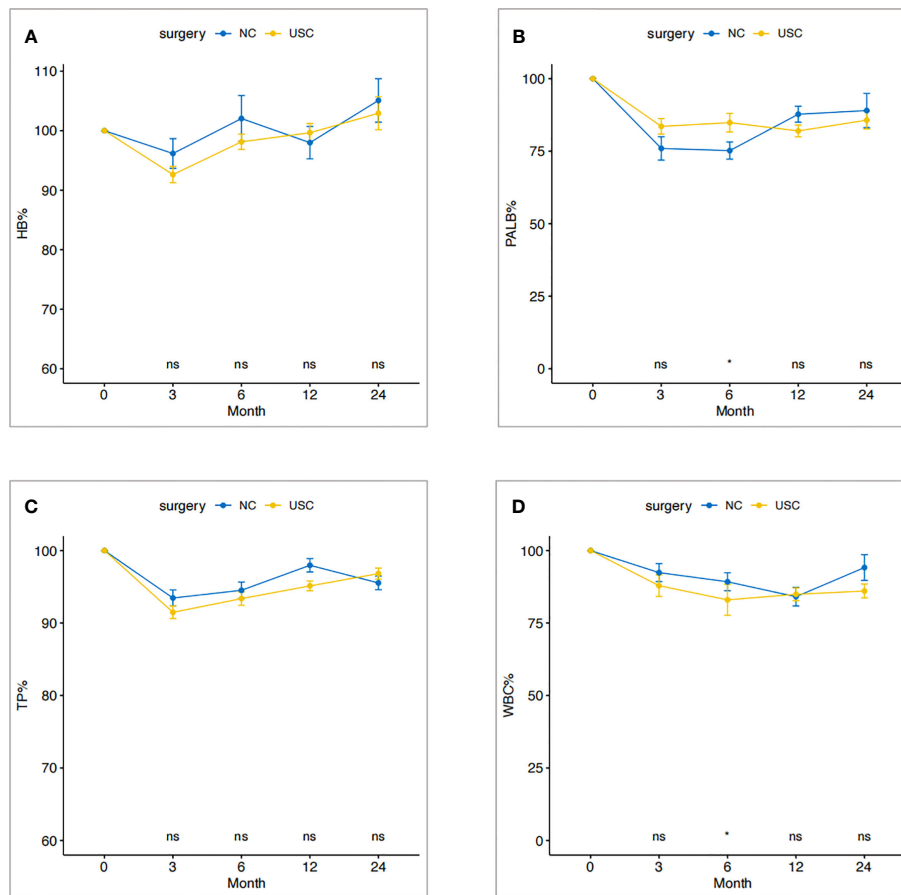 A
surgery NC USC
110
100
90
80
70
60
HB%
ns ns ns ns
0 3 6 12 24
Month
B
surgery NC USC
100
75
50
25
0
PALB%
ns * ns ns
0 3 6 12 24
Month
C
surgery NC USC
100
90
80
70
60
TP%
ns ns ns ns
0 3 6 12 24
Month
D
surgery NC USC
100
75
50
25
0
WBC%
ns * ns ns
0 3 6 12 24
Month